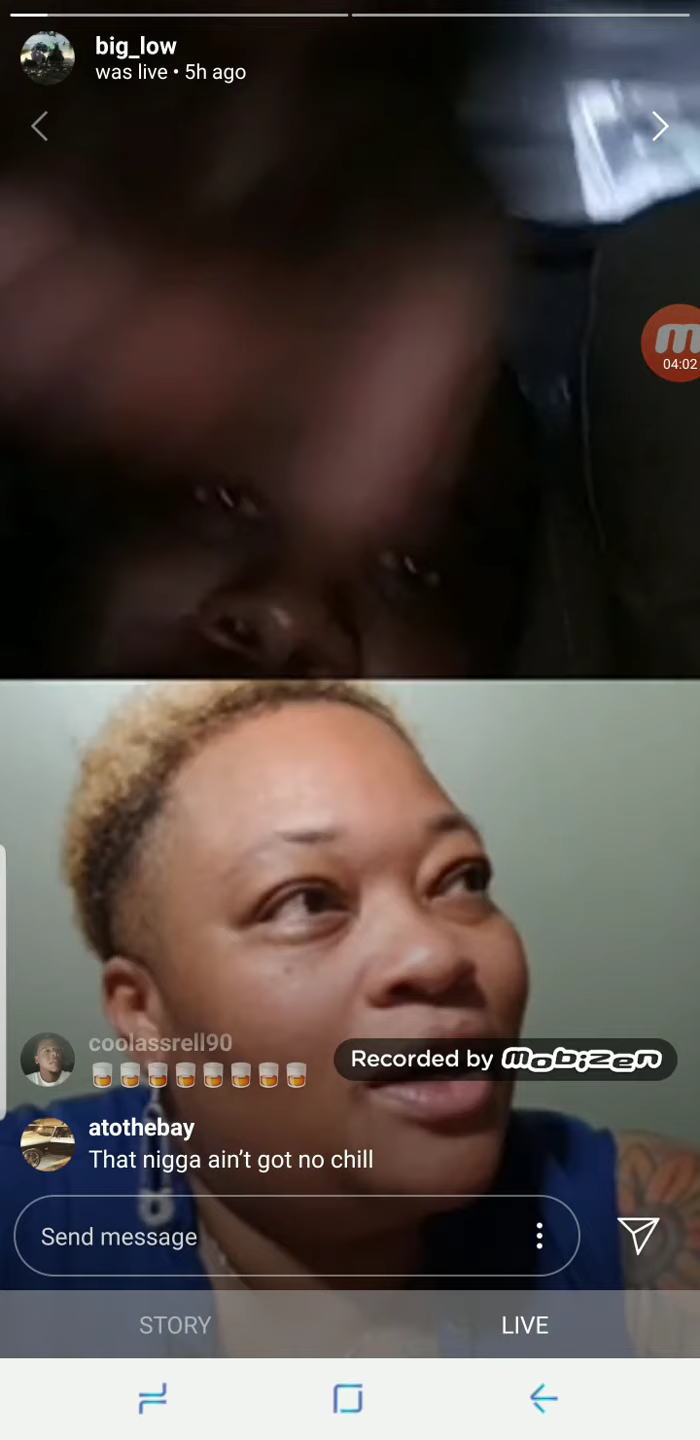 big_low
was live • 5h ago
04:02
coolassrell90
Recorded by mobizen
atothebay
That nigga ain't got no chill
Send message
STORY
LIVE